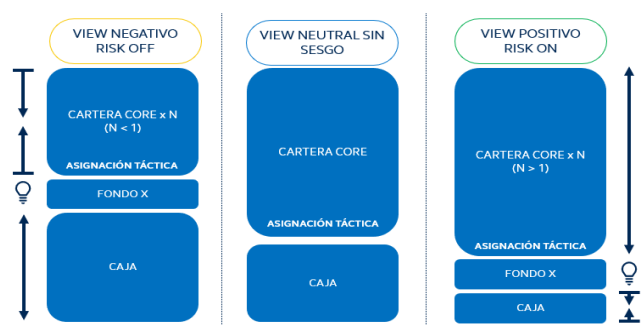 VIEW NEGATIVO
RISK OFF
CARTERA CORE x N
(N < 1)
ASIGNACIÓN TÁCTICA
FONDO X
CAJA
VIEW NEUTRAL SIN
SESGO
CARTERA CORE
ASIGNACIÓN TÁCTICA
CAJA
VIEW POSITIVO
RISK ON
CARTERA CORE x N
(N > 1)
ASIGNACIÓN TÁCTICA
FONDO X
CAJA